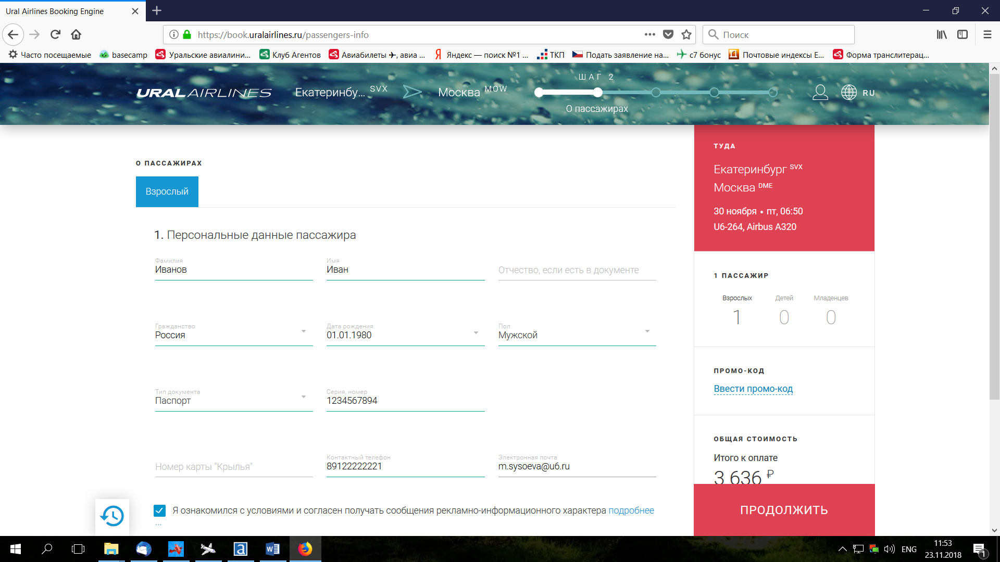 Ural Airlines Booking Engine
https://book.uralairlines.ru/passengers-info
Поиск
Часто посещаемые
basecamp
Уральские авиалини...
Клуб Агентов
Авиабилеты ✈, авиа ...
Яндекс — поиск №1 ...
ТКП
Подать заявление на...
с7 бонус
Почтовые индексы Е...
Форма транслитерац...
URAL AIRLINES
Екатеринбу... SVX
Москва MOW
ШАГ 2
О пассажирах
RU
О ПАССАЖИРАХ
Взрослый
1. Персональные данные пассажира
Фамилия
Иванов
Имя
Иван
Отчество, если есть в документе
Гражданство
Россия
Дата рождения
01.01.1980
Пол
Мужской
Тип документа
Паспорт
Серия, номер
1234567894
Номер карты "Крылья"
Контактный телефон
89122222221
Электронная почта
m.sysoeva@u6.ru
Я ознакомился с условиями и согласен получать сообщения рекламно-информационного характера подробнее
...
ТУДА
Екатеринбург SVX
Москва DME
30 ноября • пт, 06:50
U6-264, Airbus A320
1 ПАССАЖИР
Взрослых
1
Детей
0
Младенцев
0
ПРОМО-КОД
Ввести промо-код
ОБЩАЯ СТОИМОСТЬ
Итого к оплате
3 636 ₽
ПРОДОЛЖИТЬ
ENG
11:53
23.11.2018
1